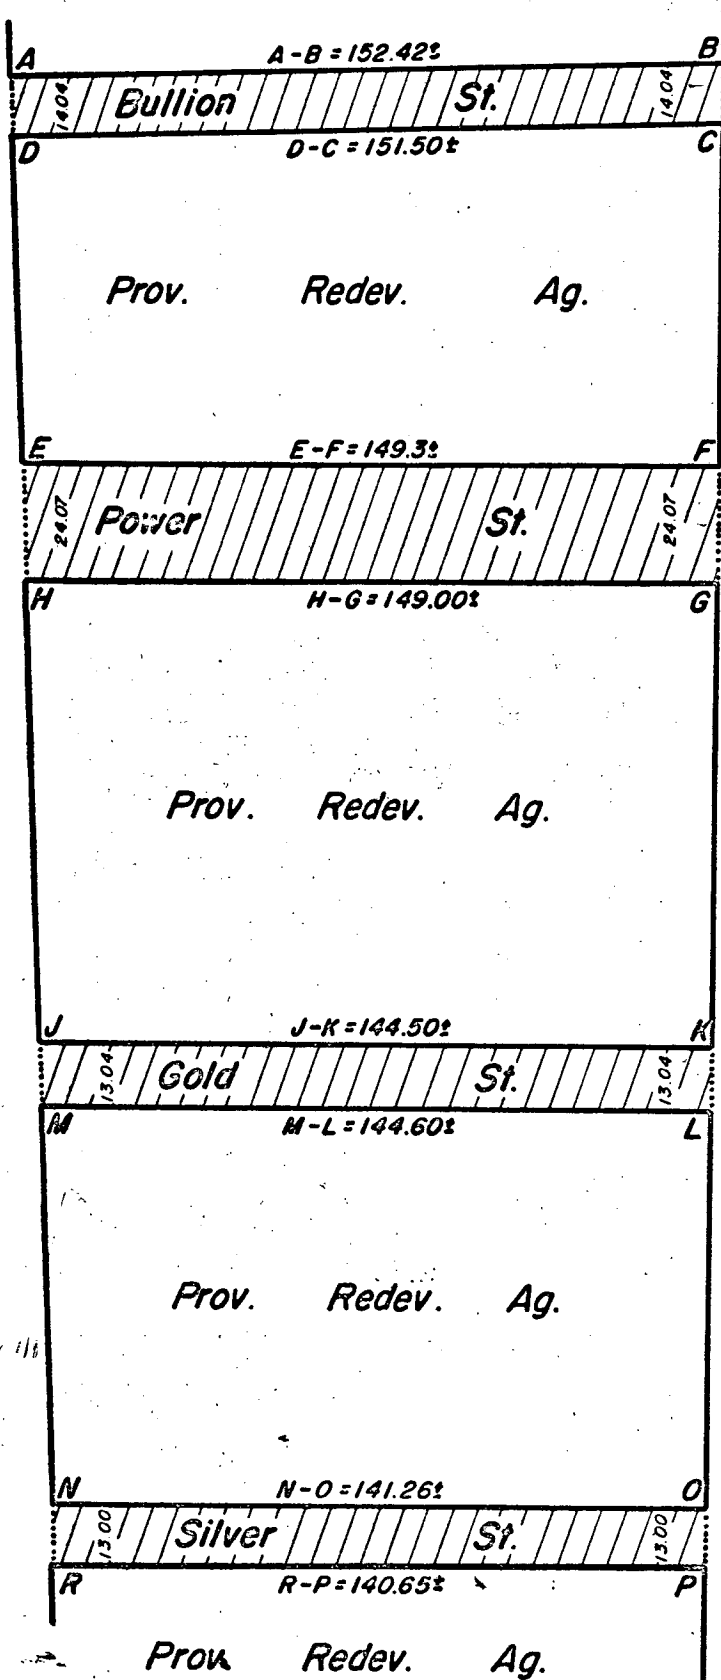 A A-B = 152.42± B
14.04 Bullion St. 14.04
D D-C = 151.50± C
Prov. Redev. Ag.
E E-F = 149.3± F
24.07 Power St. 24.07
H H-G = 149.00± G
Prov. Redev. Ag.
J J-K = 144.50± K
13.04 Gold St. 13.04
M M-L = 144.60± L
Prov. Redev. Ag.
N N-O = 141.26± O
13.00 Silver St. 13.00
R R-P = 140.65± P
Prov. Redev. Ag.